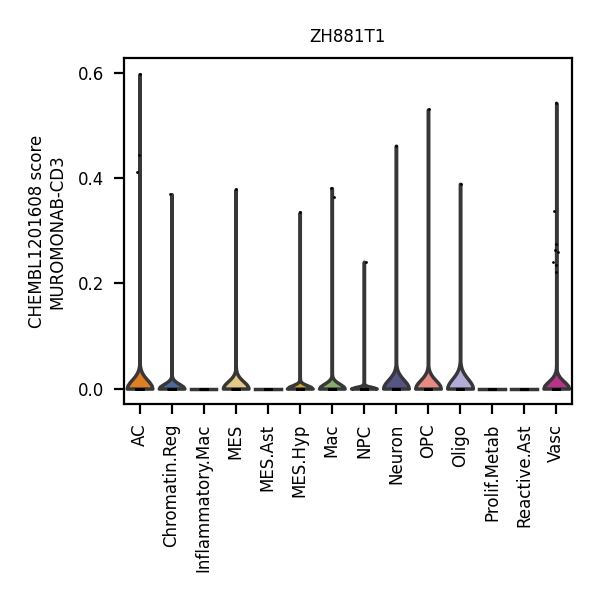 ZH881T1
CHEMBL1201608 score
MUROMONAB-CD3
0.6
0.4
0.2
0.0
AC
Chromatin.Reg
Inflammatory.Mac
MES
MES.Ast
MES.Hyp
Mac
NPC
Neuron
OPC
Oligo
Prolif.Metab
Reactive.Ast
Vasc